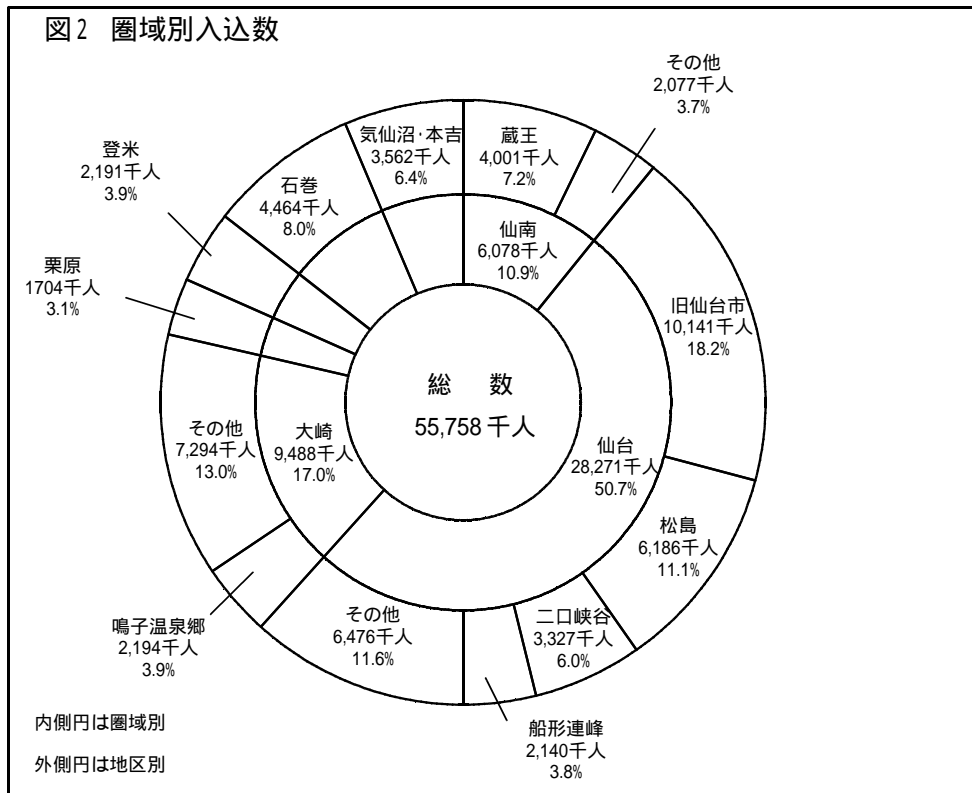 図2 圏域別入込数
その他
2,077千人
3.7%
蔵王
4,001千人
7.2%
気仙沼･本吉
3,562千人
6.4%
登米
2,191千人
3.9%
石巻
4,464千人
8.0%
仙南
6,078千人
10.9%
栗原
1704千人
3.1%
旧仙台市
10,141千人
18.2%
総 数
55,758千人
その他
7,294千人
13.0%
大崎
9,488千人
17.0%
仙台
28,271千人
50.7%
松島
6,186千人
11.1%
その他
6,476千人
11.6%
二口峡谷
3,327千人
6.0%
鳴子温泉郷
2,194千人
3.9%
船形連峰
2,140千人
3.8%
内側円は圏域別
外側円は地区別